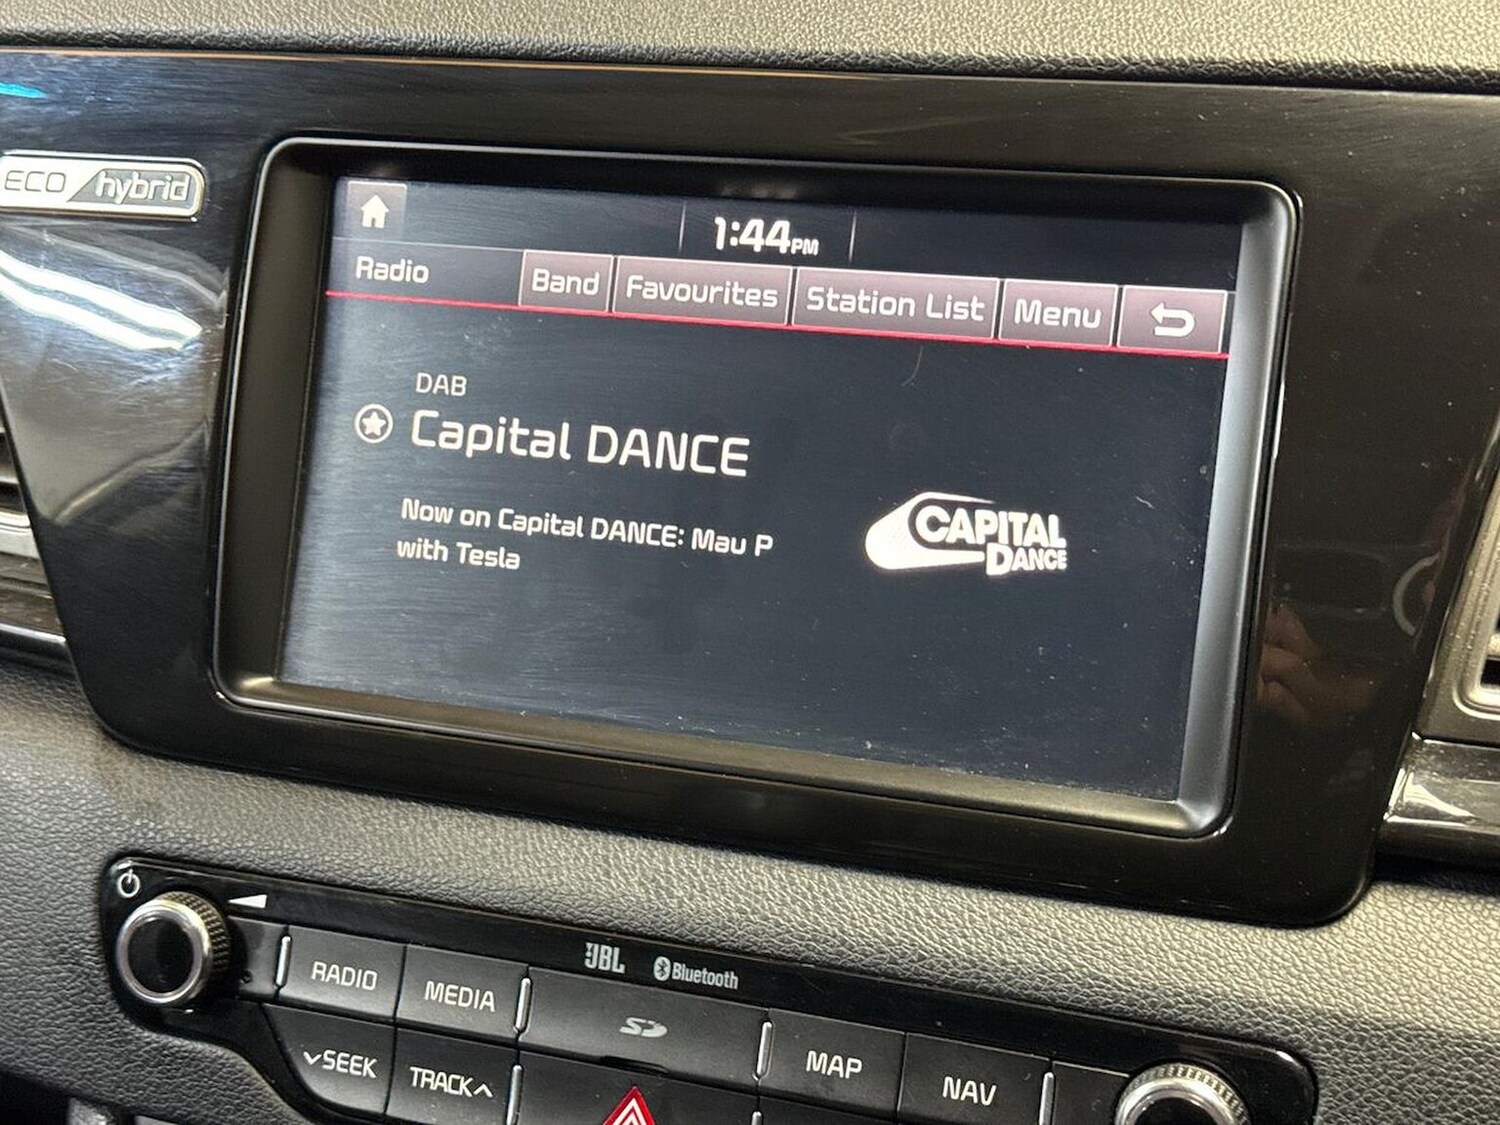 ECO hybrid
1:44PM
Radio Band Favourites Station List Menu
DAB
Capital DANCE
Now on Capital DANCE: Mau P
with Tesla
CAPITAL
DANCE
JBL Bluetooth
RADIO MEDIA SD MAP NAV
SEEK TRACK